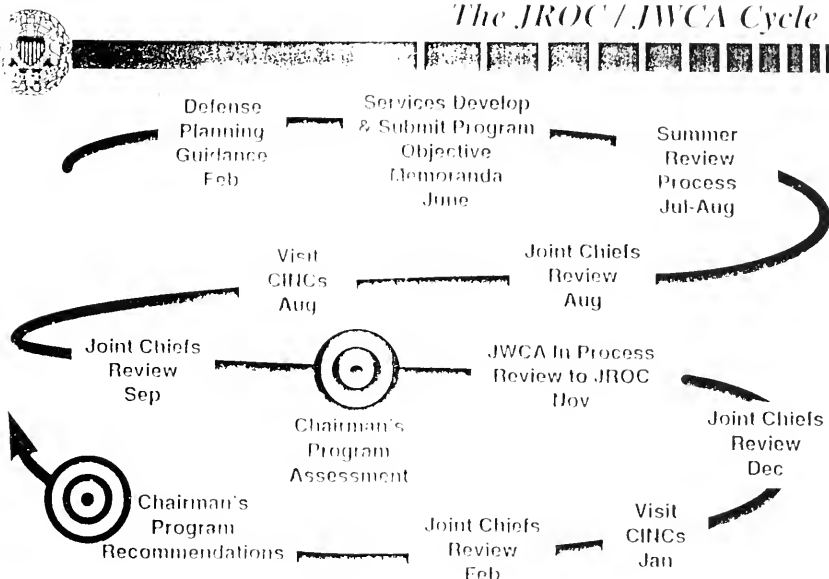 The JROC / JWCA Cycle
Defense
Planning
Guidance
Feb
Services Develop
& Submit Program
Objective
Memoranda
June
Summer
Review
Process
Jul-Aug
Joint Chiefs
Review
Aug
Visit
CINCs
Aug
Joint Chiefs
Review
Sep
Chairman's
Program
Assessment
JWCA In Process
Review to JROC
Nov
Joint Chiefs
Review
Dec
Visit
CINCs
Jan
Joint Chiefs
Review
Feb
Chairman's
Program
Recommendations